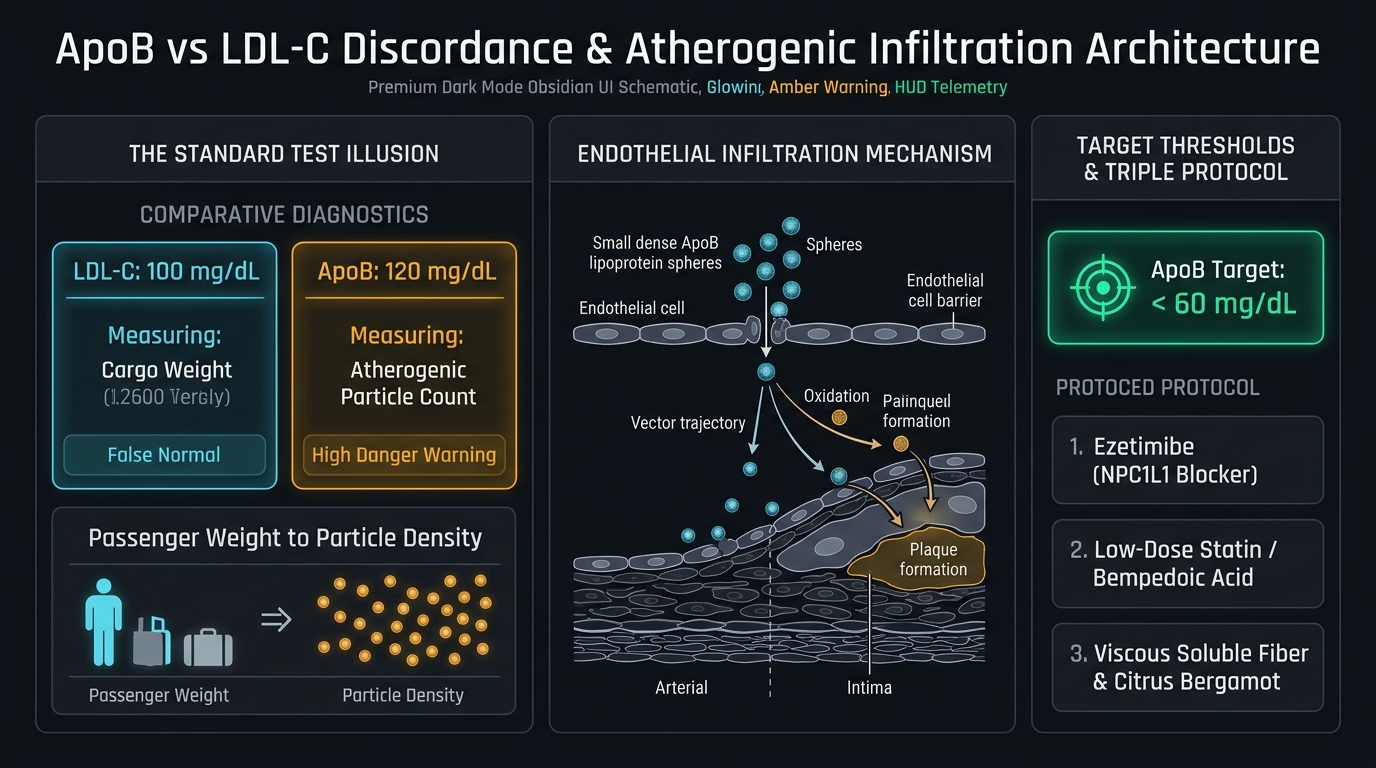 ApoB vs LDL-C Discordance & Atherogenic Infiltration Architecture
Premium Dark Mode Obsidian UI Schematic, Glowinı, Amber Warning. HUD Telemetry
THE STANDARD TEST ILLUSION
COMPARATIVE DIAGNOSTICS
LDL-C: 100 mg/dL
Measuring:
Cargo Weight
False Normal
ApoB: 120 mg/dL
Measuring:
Atherogenic
Particle Count
High Danger Warning
Passenger Weight to Particle Density
Passenger Weight
Particle Density
ENDOTHELIAL INFILTRATION MECHANISM
Small dense ApoB
lipoprotein spheres
Spheres
Endothelial cell
Endothelial
cell barrier
Oxidation
formation
Vector trajectory
Plaque
formation
Arterial
Intima
TARGET THRESHOLDS
& TRIPLE PROTOCOL
ApoB Target:
< 60 mg/dL
PROTOCED PROTOCOL
1. Ezetimibe
(NPC1L1 Blocker)
2. Low-Dose Statin /
Bempedoic Acid
3. Viscous Soluble Fiber
& Citrus Bergamot